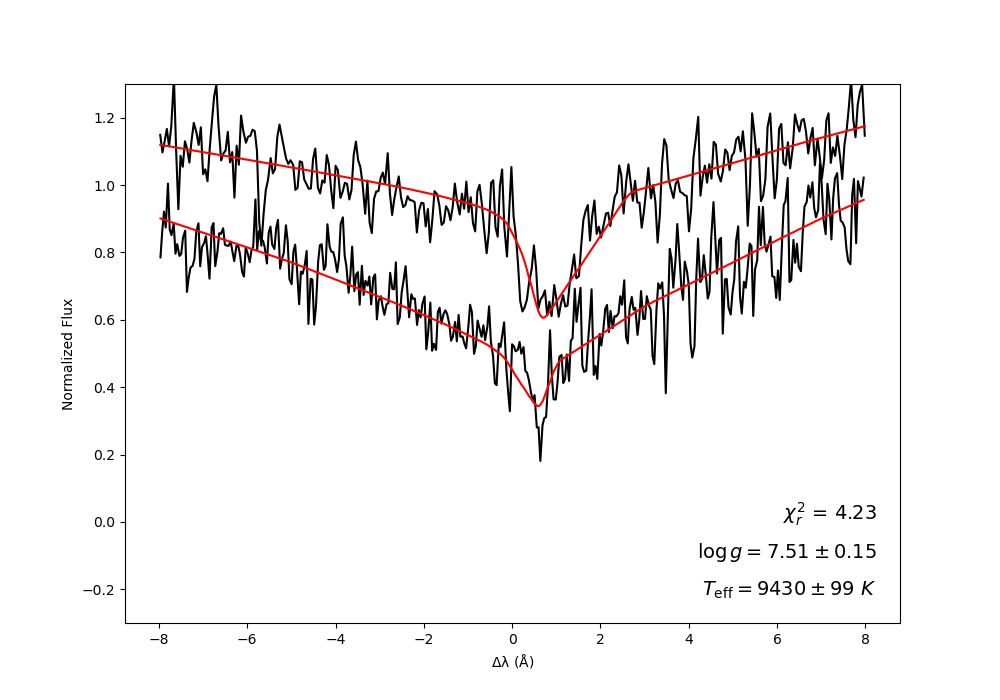 1.2
1.0
0.8
0.6
0.4
0.2
0.0
−0.2
Normalized Flux
χ²ᵣ = 4.23
log g = 7.51 ± 0.15
T_eff = 9430 ± 99 K
−8 −6 −4 −2 0 2 4 6 8
Δλ (Å)